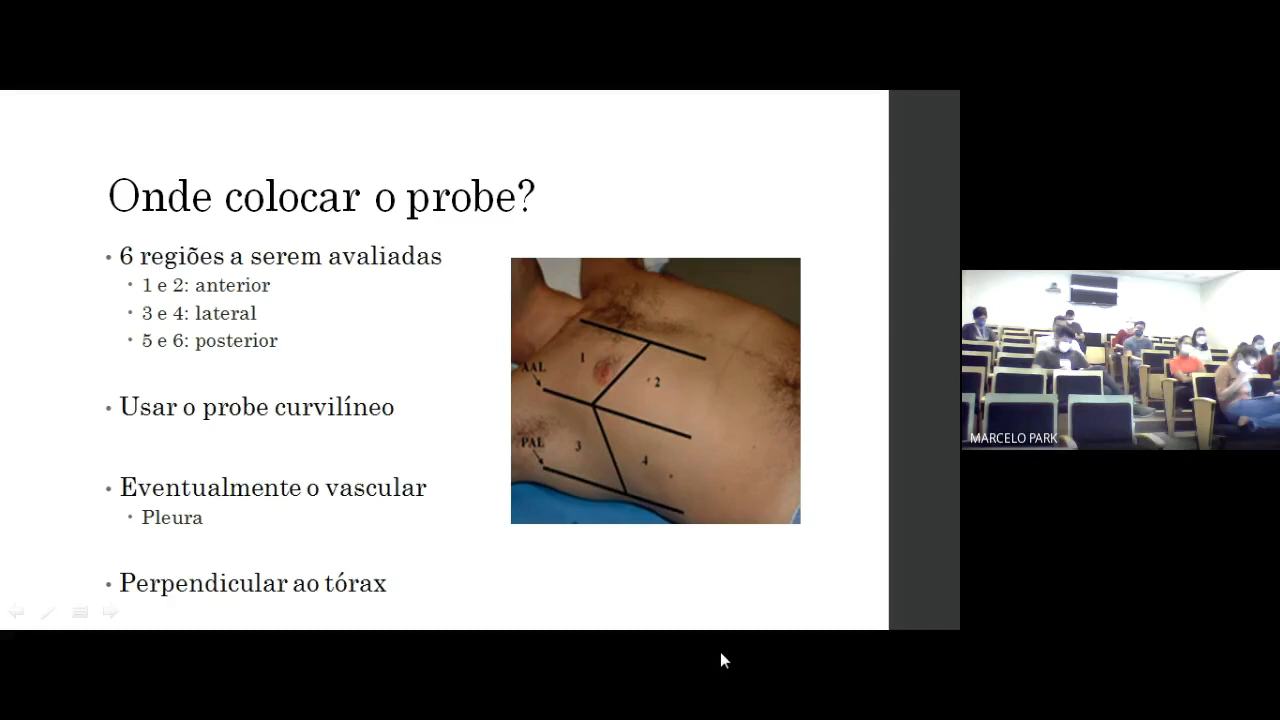 Onde colocar o probe?
• 6 regiões a serem avaliadas
• 1 e 2: anterior
• 3 e 4: lateral
• 5 e 6: posterior
• Usar o probe curvilíneo
• Eventualmente o vascular
• Pleura
• Perpendicular ao tórax
1
2
AAL
3
4
PAL
MARCELO PARK